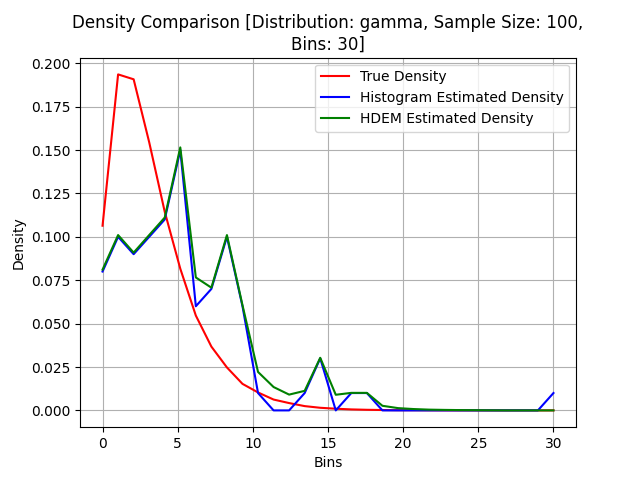 Density Comparison [Distribution: gamma, Sample Size: 100,
Bins: 30]
True Density
Histogram Estimated Density
HDEM Estimated Density
Density
0.200
0.175
0.150
0.125
0.100
0.075
0.050
0.025
0.000
0 5 10 15 20 25 30
Bins